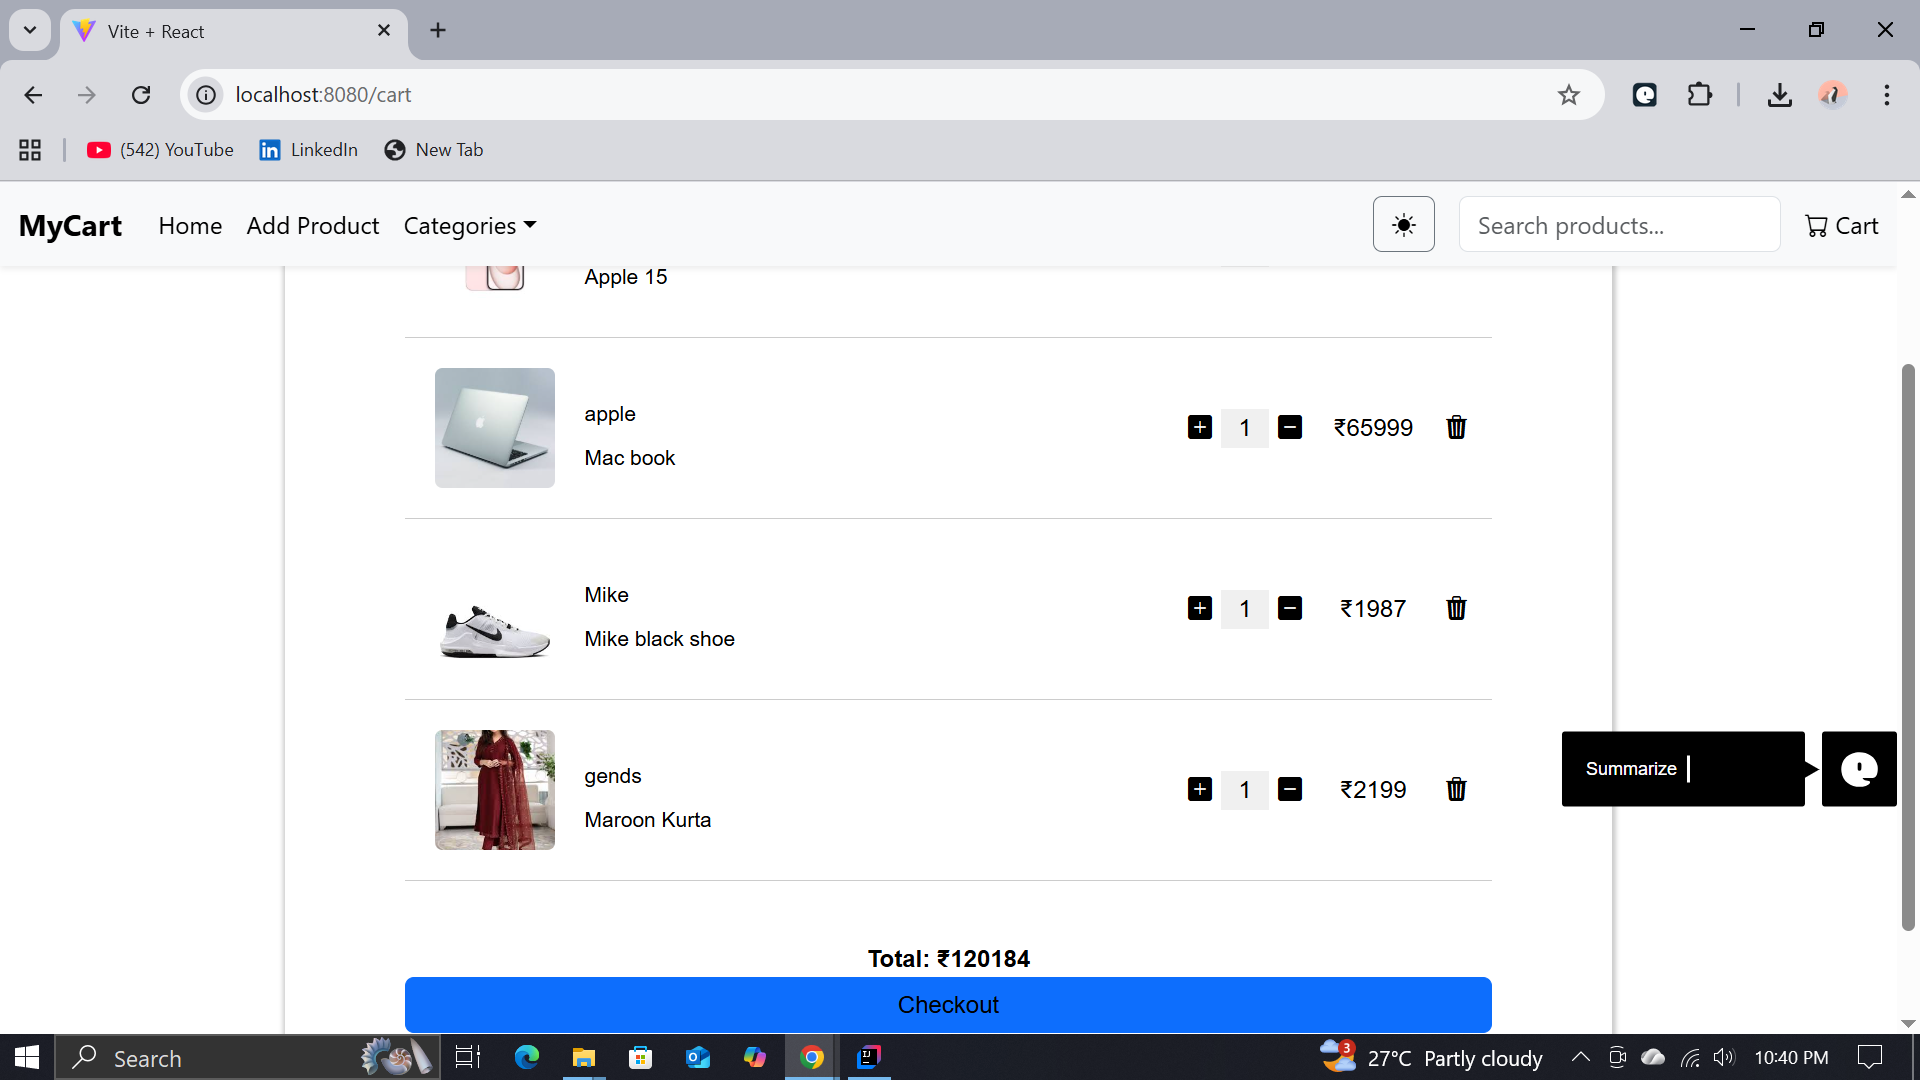 Vite + React
localhost:8080/cart
(542) YouTube
LinkedIn
New Tab
MyCart
Home
Add Product
Categories
Search products...
Cart
Apple 15
apple
Mac book
1
₹65999
Mike
Mike black shoe
1
₹1987
gends
Maroon Kurta
1
₹2199
Summarize
Total: ₹120184
Checkout
Search
3
27°C Partly cloudy
10:40 PM